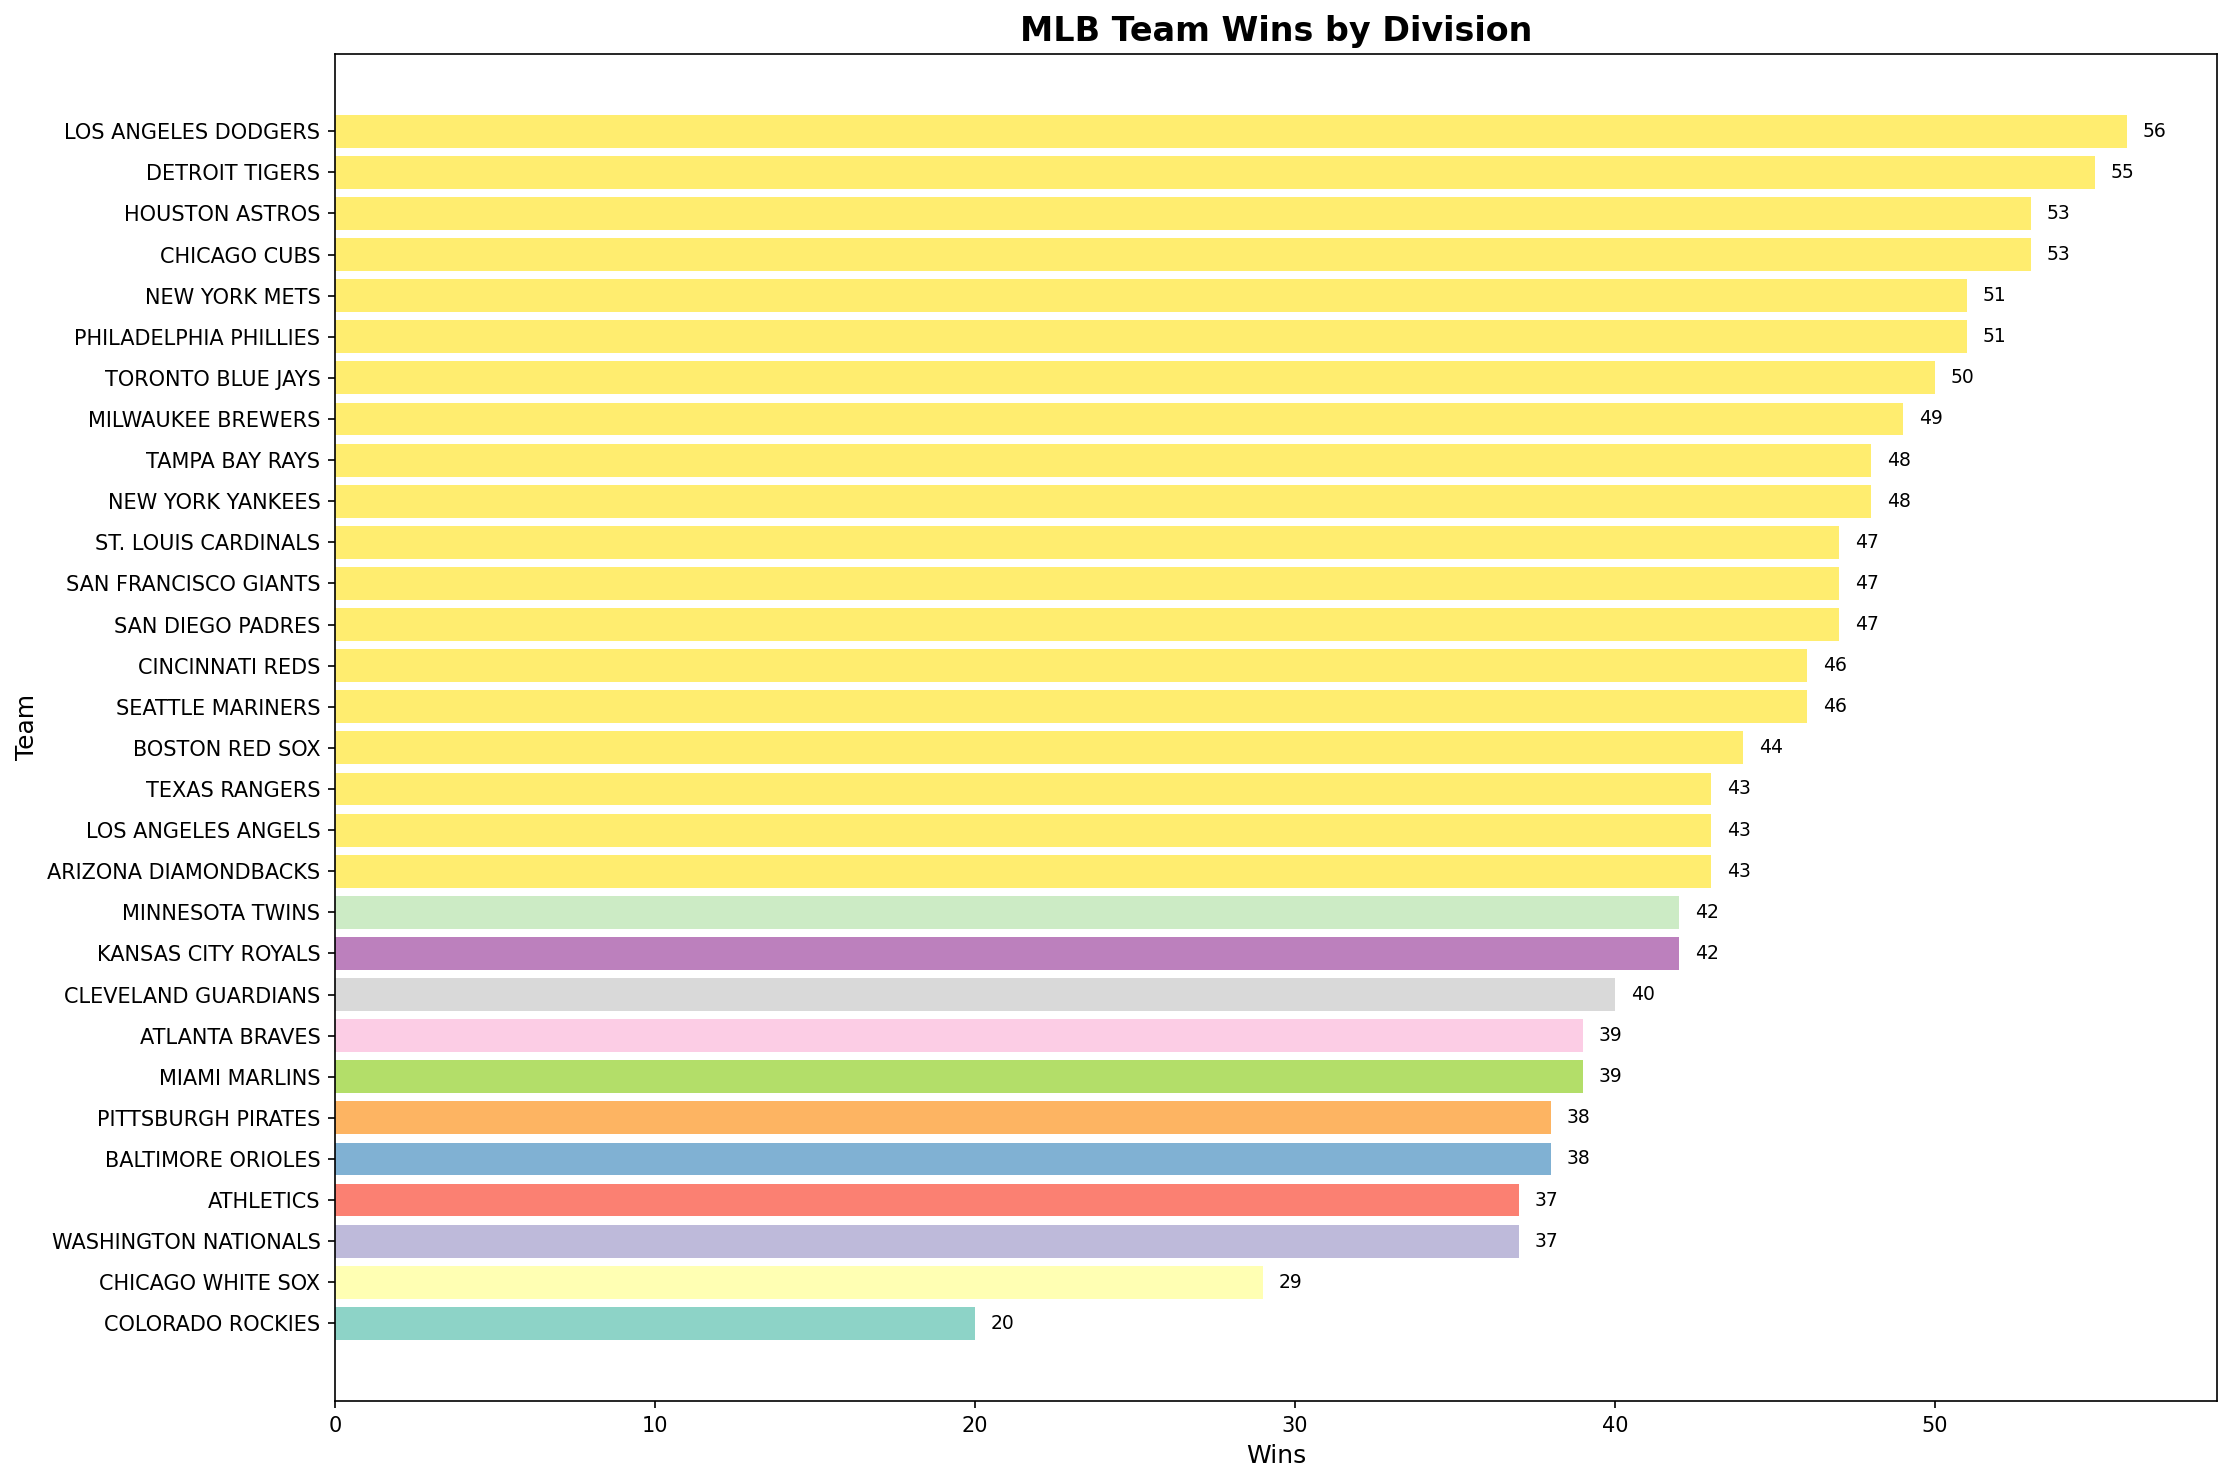 MLB Team Wins by Division
LOS ANGELES DODGERS 56
DETROIT TIGERS 55
HOUSTON ASTROS 53
CHICAGO CUBS 53
NEW YORK METS 51
PHILADELPHIA PHILLIES 51
TORONTO BLUE JAYS 50
MILWAUKEE BREWERS 49
TAMPA BAY RAYS 48
NEW YORK YANKEES 48
ST. LOUIS CARDINALS 47
SAN FRANCISCO GIANTS 47
SAN DIEGO PADRES 47
CINCINNATI REDS 46
SEATTLE MARINERS 46
BOSTON RED SOX 44
TEXAS RANGERS 43
LOS ANGELES ANGELS 43
ARIZONA DIAMONDBACKS 43
MINNESOTA TWINS 42
KANSAS CITY ROYALS 42
CLEVELAND GUARDIANS 40
ATLANTA BRAVES 39
MIAMI MARLINS 39
PITTSBURGH PIRATES 38
BALTIMORE ORIOLES 38
ATHLETICS 37
WASHINGTON NATIONALS 37
CHICAGO WHITE SOX 29
COLORADO ROCKIES 20
Team
0 10 20 30 40 50
Wins